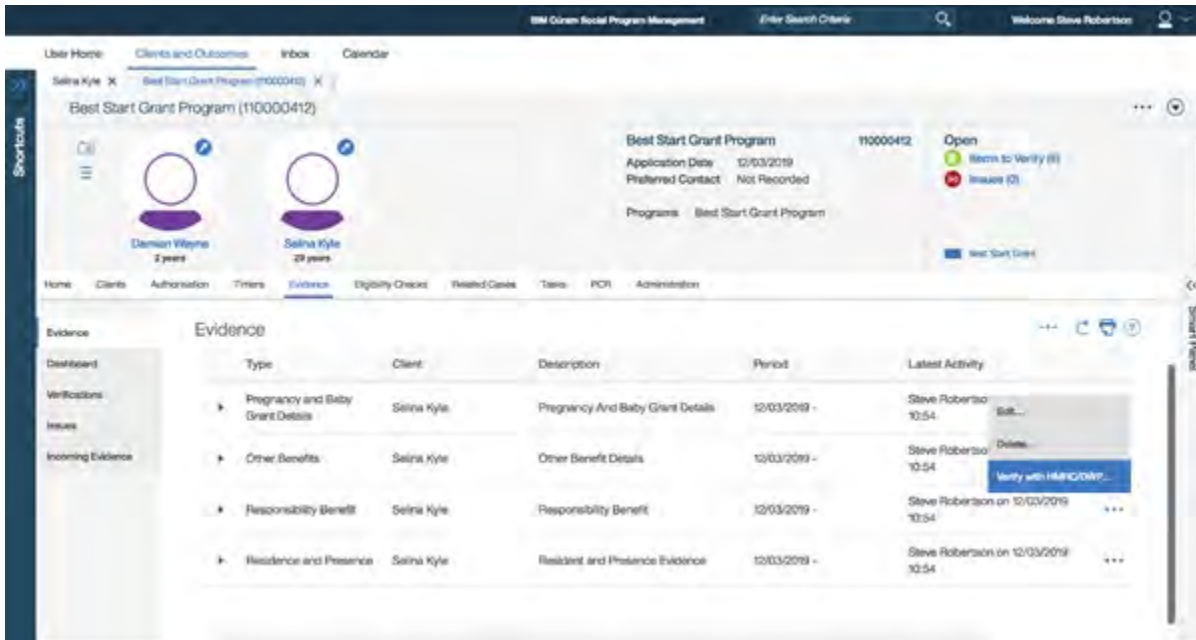 IBM Cúram Social Program Management Enter Search Criteria Welcome Steve Robertson
User Home Clients and Outcomes Inbox Calendar
Selina Kyle X Best Start Grant Program (110000412) X
Best Start Grant Program (110000412)
Shortcuts
Damian Wayne
2 years
Selina Kyle
29 years
Best Start Grant Program 110000412
Application Date 12/03/2019
Preferred Contact Not Recorded
Programs Best Start Grant Program
Open
Items to Verify (6)
Issues (0)
Best Start Grant
Home Clients Authorisation Timers Evidence Eligibility Checks Related Cases Tasks PCR Administration
Smart Panel
Evidence
Dashboard
Verifications
Issues
Incoming Evidence
Evidence
Type Client Description Period Latest Activity
Pregnancy and Baby
Grant Details
Selina Kyle Pregnancy And Baby Grant Details 12/03/2019 -
Steve Robertso
10:54
Other Benefits Selina Kyle Other Benefit Details 12/03/2019 -
Steve Robertso
10:54
Edit...
Delete...
Verify with HMRC/DWP...
Responsibility Benefit Selina Kyle Responsibility Benefit 12/03/2019 -
Steve Robertson on 12/03/2019
10:54
Residence and Presence Selina Kyle Resident and Presence Evidence 12/03/2019 -
Steve Robertson on 12/03/2019
10:54